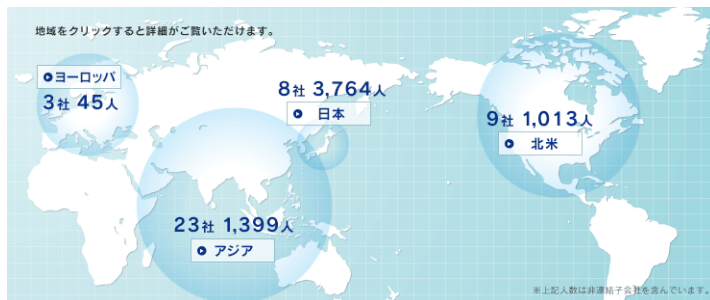 地域をクリックすると詳細がご覧いただけます。
ヨーロッパ
3社 45人
8社 3,764人
日本
9社 1,013人
北米
23社 1,399人
アジア
※上記人数は非連結子会社を含んでいます。